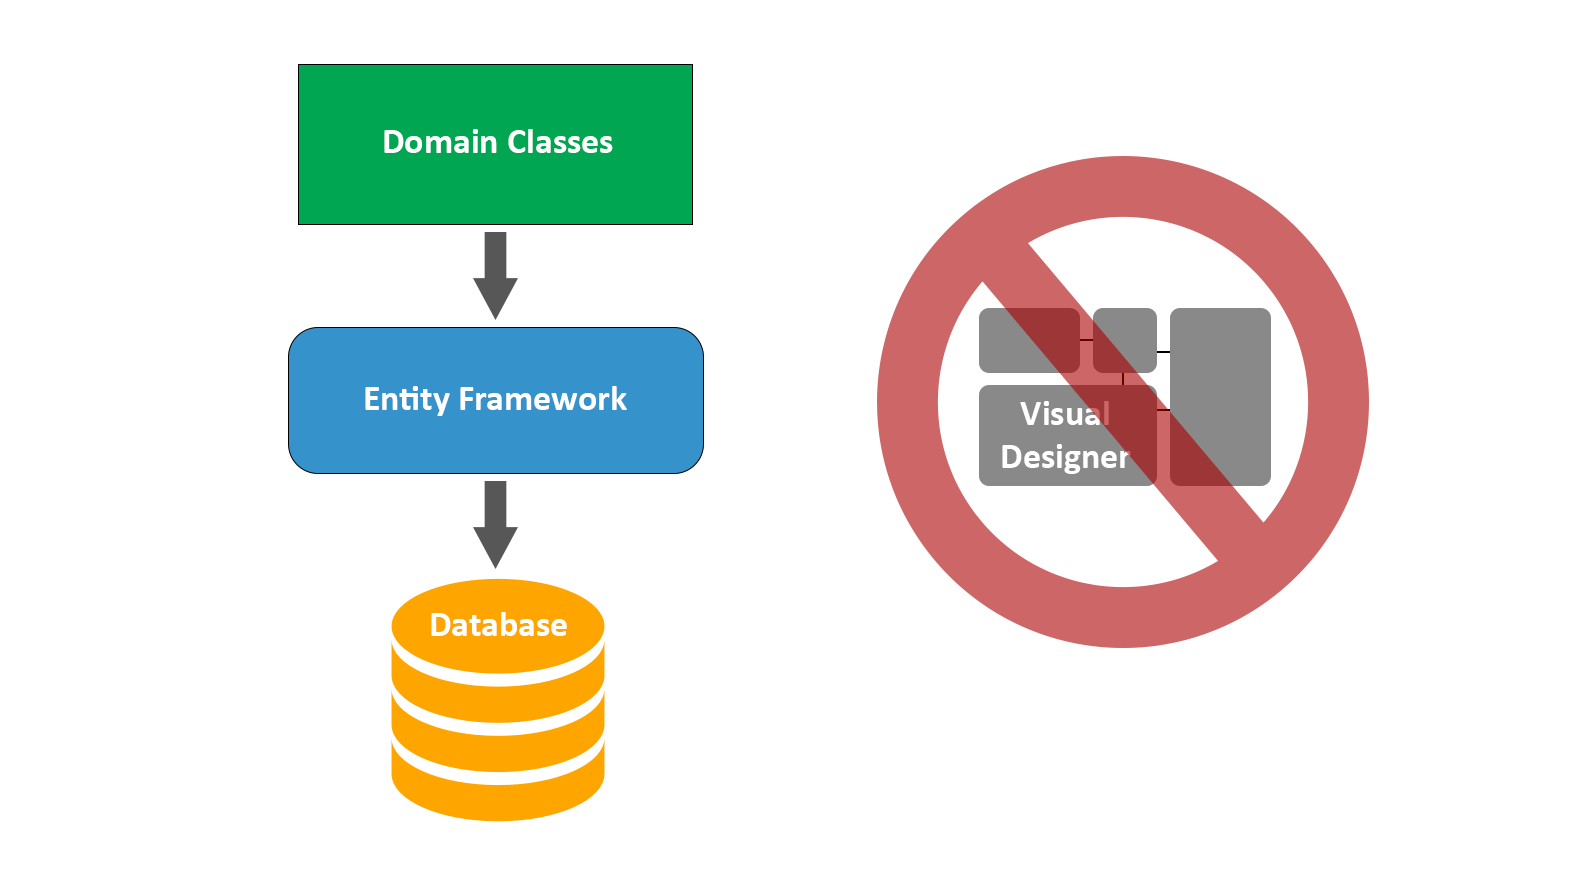 Domain Classes
Entity Framework
Database
Visual
Designer